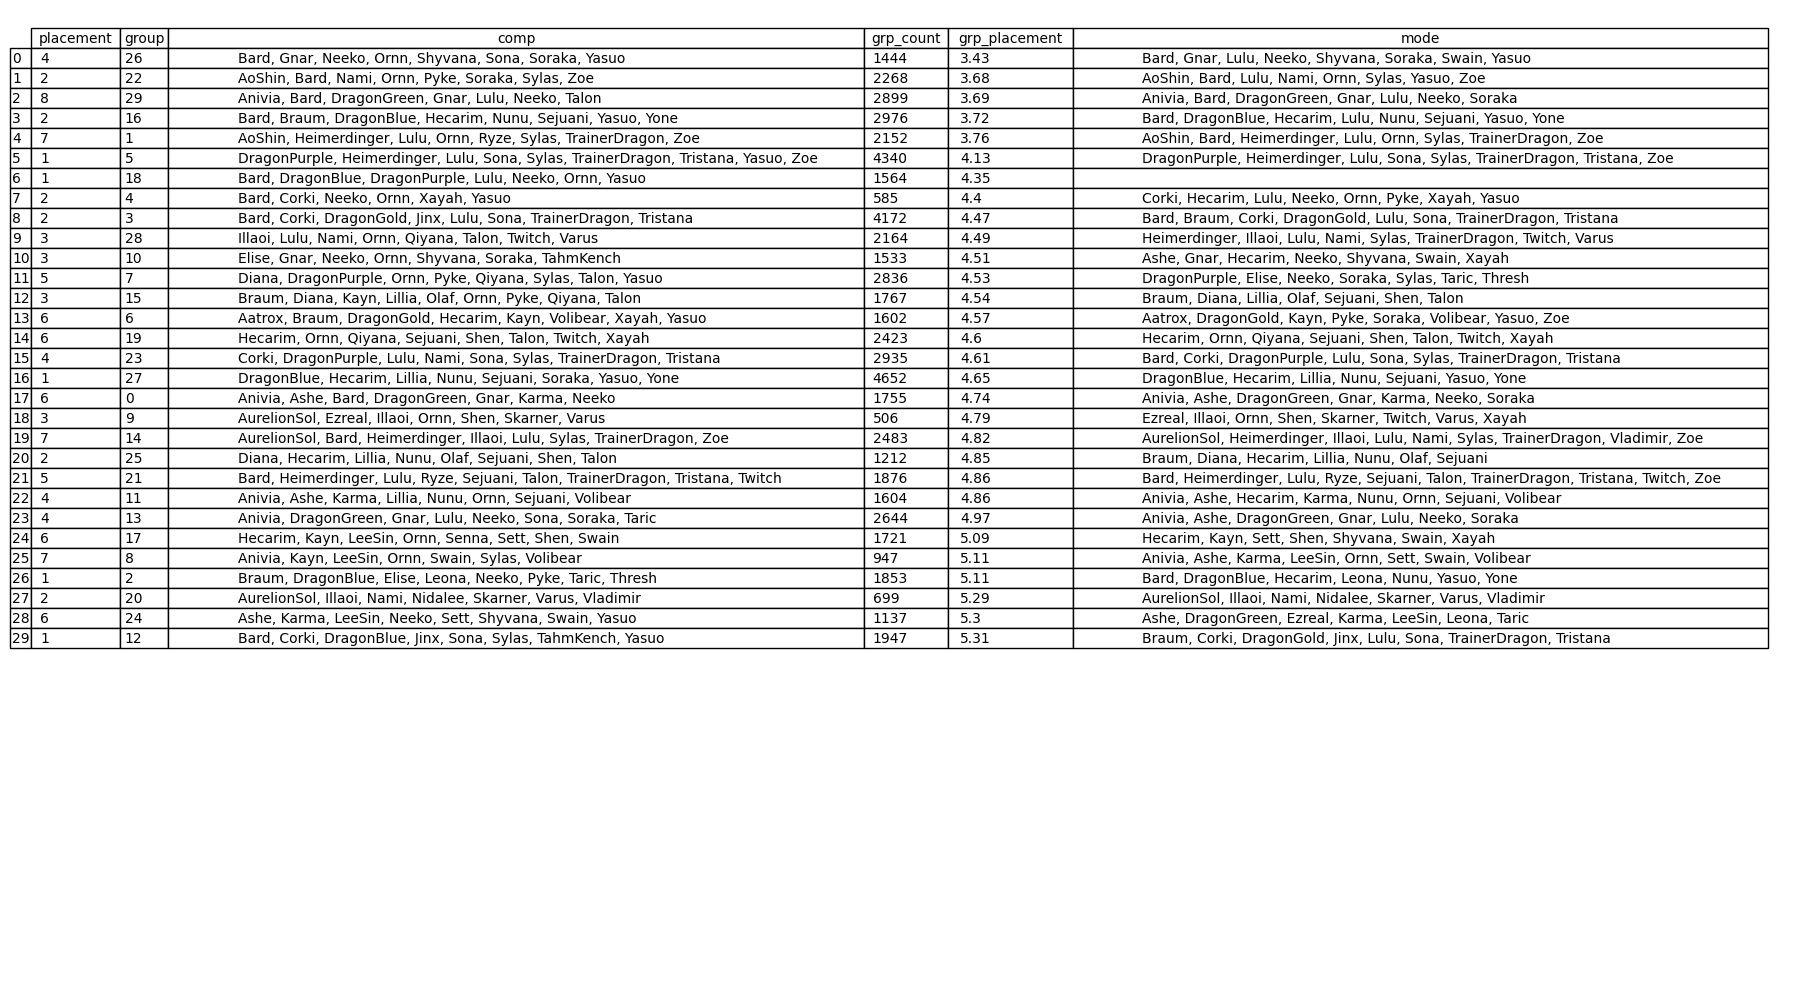 placement group comp grp_count grp_placement mode
0 4 26 Bard, Gnar, Neeko, Ornn, Shyvana, Sona, Soraka, Yasuo 1444 3.43 Bard, Gnar, Lulu, Neeko, Shyvana, Soraka, Swain, Yasuo
1 2 22 AoShin, Bard, Nami, Ornn, Pyke, Soraka, Sylas, Zoe 2268 3.68 AoShin, Bard, Lulu, Nami, Ornn, Sylas, Yasuo, Zoe
2 8 29 Anivia, Bard, DragonGreen, Gnar, Lulu, Neeko, Talon 2899 3.69 Anivia, Bard, DragonGreen, Gnar, Lulu, Neeko, Soraka
3 2 16 Bard, Braum, DragonBlue, Hecarim, Nunu, Sejuani, Yasuo, Yone 2976 3.72 Bard, DragonBlue, Hecarim, Lulu, Nunu, Sejuani, Yasuo, Yone
4 7 1 AoShin, Heimerdinger, Lulu, Ornn, Ryze, Sylas, TrainerDragon, Zoe 2152 3.76 AoShin, Bard, Heimerdinger, Lulu, Ornn, Sylas, TrainerDragon, Zoe
5 1 5 DragonPurple, Heimerdinger, Lulu, Sona, Sylas, TrainerDragon, Tristana, Yasuo, Zoe 4340 4.13 DragonPurple, Heimerdinger, Lulu, Sona, Sylas, TrainerDragon, Tristana, Zoe
6 1 18 Bard, DragonBlue, DragonPurple, Lulu, Neeko, Ornn, Yasuo 1564 4.35
7 2 4 Bard, Corki, Neeko, Ornn, Xayah, Yasuo 585 4.4 Corki, Hecarim, Lulu, Neeko, Ornn, Pyke, Xayah, Yasuo
8 2 3 Bard, Corki, DragonGold, Jinx, Lulu, Sona, TrainerDragon, Tristana 4172 4.47 Bard, Braum, Corki, DragonGold, Lulu, Sona, TrainerDragon, Tristana
9 3 28 Illaoi, Lulu, Nami, Ornn, Qiyana, Talon, Twitch, Varus 2164 4.49 Heimerdinger, Illaoi, Lulu, Nami, Sylas, TrainerDragon, Twitch, Varus
10 3 10 Elise, Gnar, Neeko, Ornn, Shyvana, Soraka, TahmKench 1533 4.51 Ashe, Gnar, Hecarim, Neeko, Shyvana, Swain, Xayah
11 5 7 Diana, DragonPurple, Ornn, Pyke, Qiyana, Sylas, Talon, Yasuo 2836 4.53 DragonPurple, Elise, Neeko, Soraka, Sylas, Taric, Thresh
12 3 15 Braum, Diana, Kayn, Lillia, Olaf, Ornn, Pyke, Qiyana, Talon 1767 4.54 Braum, Diana, Lillia, Olaf, Sejuani, Shen, Talon
13 6 6 Aatrox, Braum, DragonGold, Hecarim, Kayn, Volibear, Xayah, Yasuo 1602 4.57 Aatrox, DragonGold, Kayn, Pyke, Soraka, Volibear, Yasuo, Zoe
14 6 19 Hecarim, Ornn, Qiyana, Sejuani, Shen, Talon, Twitch, Xayah 2423 4.6 Hecarim, Ornn, Qiyana, Sejuani, Shen, Talon, Twitch, Xayah
15 4 23 Corki, DragonPurple, Lulu, Nami, Sona, Sylas, TrainerDragon, Tristana 2935 4.61 Bard, Corki, DragonPurple, Lulu, Sona, Sylas, TrainerDragon, Tristana
16 1 27 DragonBlue, Hecarim, Lillia, Nunu, Sejuani, Soraka, Yasuo, Yone 4652 4.65 DragonBlue, Hecarim, Lillia, Nunu, Sejuani, Yasuo, Yone
17 6 0 Anivia, Ashe, Bard, DragonGreen, Gnar, Karma, Neeko 1755 4.74 Anivia, Ashe, DragonGreen, Gnar, Karma, Neeko, Soraka
18 3 9 AurelionSol, Ezreal, Illaoi, Ornn, Shen, Skarner, Varus 506 4.79 Ezreal, Illaoi, Ornn, Shen, Skarner, Twitch, Varus, Xayah
19 7 14 AurelionSol, Bard, Heimerdinger, Illaoi, Lulu, Sylas, TrainerDragon, Zoe 2483 4.82 AurelionSol, Heimerdinger, Illaoi, Lulu, Nami, Sylas, TrainerDragon, Vladimir, Zoe
20 2 25 Diana, Hecarim, Lillia, Nunu, Olaf, Sejuani, Shen, Talon 1212 4.85 Braum, Diana, Hecarim, Lillia, Nunu, Olaf, Sejuani
21 5 21 Bard, Heimerdinger, Lulu, Ryze, Sejuani, Talon, TrainerDragon, Tristana, Twitch 1876 4.86 Bard, Heimerdinger, Lulu, Ryze, Sejuani, Talon, TrainerDragon, Tristana, Twitch, Zoe
22 4 11 Anivia, Ashe, Karma, Lillia, Nunu, Ornn, Sejuani, Volibear 1604 4.86 Anivia, Ashe, Hecarim, Karma, Nunu, Ornn, Sejuani, Volibear
23 4 13 Anivia, DragonGreen, Gnar, Lulu, Neeko, Sona, Soraka, Taric 2644 4.97 Anivia, Ashe, DragonGreen, Gnar, Lulu, Neeko, Soraka
24 6 17 Hecarim, Kayn, LeeSin, Ornn, Senna, Sett, Shen, Swain 1721 5.09 Hecarim, Kayn, Sett, Shen, Shyvana, Swain, Xayah
25 7 8 Anivia, Kayn, LeeSin, Ornn, Swain, Sylas, Volibear 947 5.11 Anivia, Ashe, Karma, LeeSin, Ornn, Sett, Swain, Volibear
26 1 2 Braum, DragonBlue, Elise, Leona, Neeko, Pyke, Taric, Thresh 1853 5.11 Bard, DragonBlue, Hecarim, Leona, Nunu, Yasuo, Yone
27 2 20 AurelionSol, Illaoi, Nami, Nidalee, Skarner, Varus, Vladimir 699 5.29 AurelionSol, Illaoi, Nami, Nidalee, Skarner, Varus, Vladimir
28 6 24 Ashe, Karma, LeeSin, Neeko, Sett, Shyvana, Swain, Yasuo 1137 5.3 Ashe, DragonGreen, Ezreal, Karma, LeeSin, Leona, Taric
29 1 12 Bard, Corki, DragonBlue, Jinx, Sona, Sylas, TahmKench, Yasuo 1947 5.31 Braum, Corki, DragonGold, Jinx, Lulu, Sona, TrainerDragon, Tristana